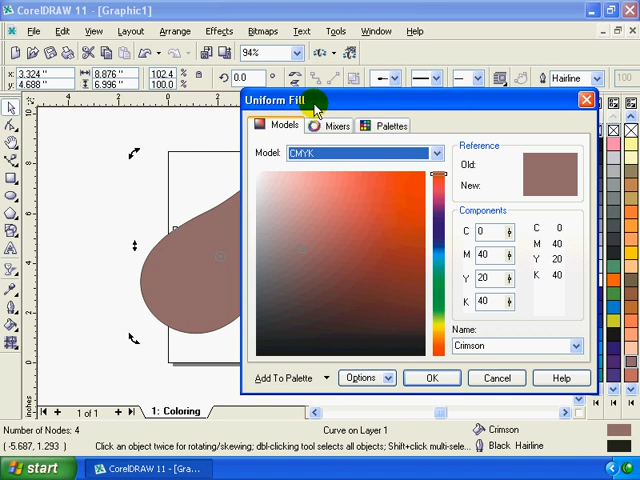 CorelDRAW 11 - [Graphic1]
File Edit View Layout Arrange Effects Bitmaps Text Tools Window Help
94%
x: 3.324 " 8.876 " 102.4 0.0 Hairline 100
y: 4.688 " 6.996 " 100.0
Uniform Fill
Models Mixers Palettes
Model: CMYK
Reference
Old:
New:
Components
C 0 C 0
M 40 M 40
Y 20 Y 20
K 40 K 40
Name:
Crimson
Add To Palette Options OK Cancel Help
1 of 1 1: Coloring
Number of Nodes: 4 Curve on Layer 1 Crimson
(-5.687, 1.293 ) Click an object twice for rotating/skewing; dbl-clicking tool selects all objects; Shift+click multi-sele... Black Hairline
start CorelDRAW 11 - [Gra...